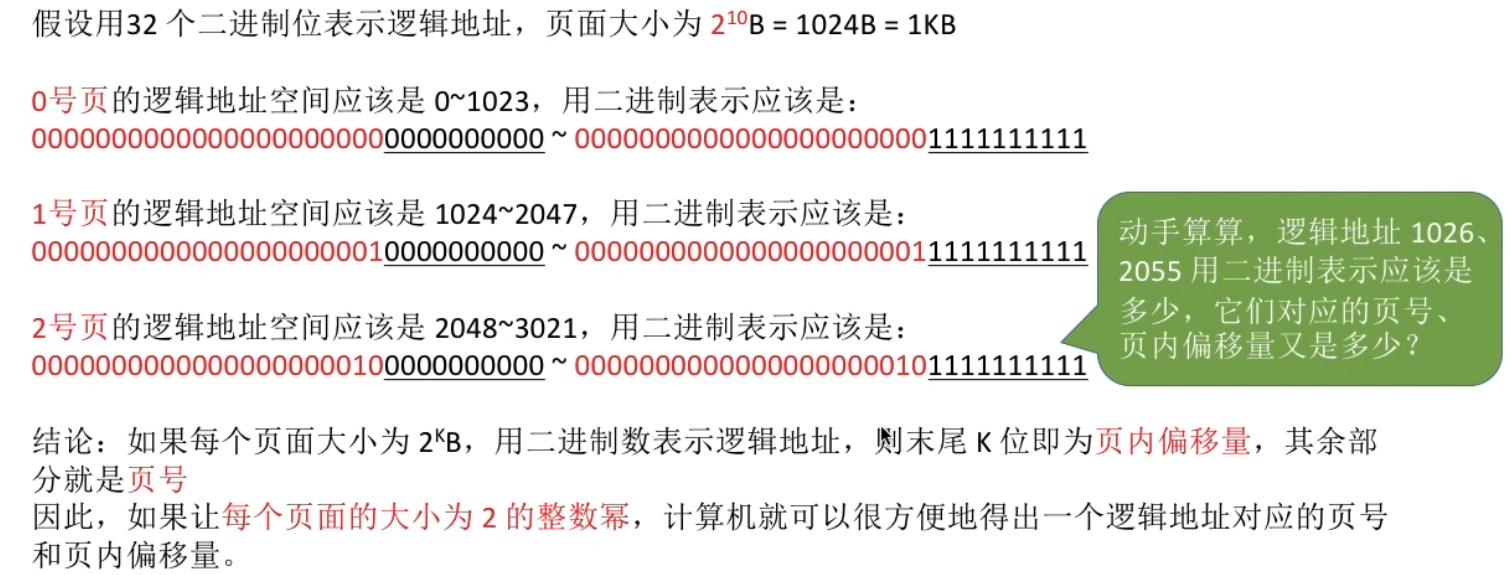 假设用32 个二进制位表示逻辑地址，页面大小为 2¹⁰B = 1024B = 1KB
0号页的逻辑地址空间应该是 0~1023，用二进制表示应该是：
00000000000000000000000000000000 ~ 00000000000000000000001111111111
1号页的逻辑地址空间应该是 1024~2047，用二进制表示应该是：
00000000000000000000010000000000 ~ 00000000000000000000011111111111
2号页的逻辑地址空间应该是 2048~3021，用二进制表示应该是：
00000000000000000000100000000000 ~ 00000000000000000000101111111111
动手算算，逻辑地址 1026、
2055 用二进制表示应该是
多少，它们对应的页号、
页内偏移量又是多少？
结论：如果每个页面大小为 2ᴷB，用二进制数表示逻辑地址，则末尾 K 位即为页内偏移量，其余部
分就是页号
因此，如果让每个页面的大小为 2 的整数幂，计算机就可以很方便地得出一个逻辑地址对应的页号
和页内偏移量。